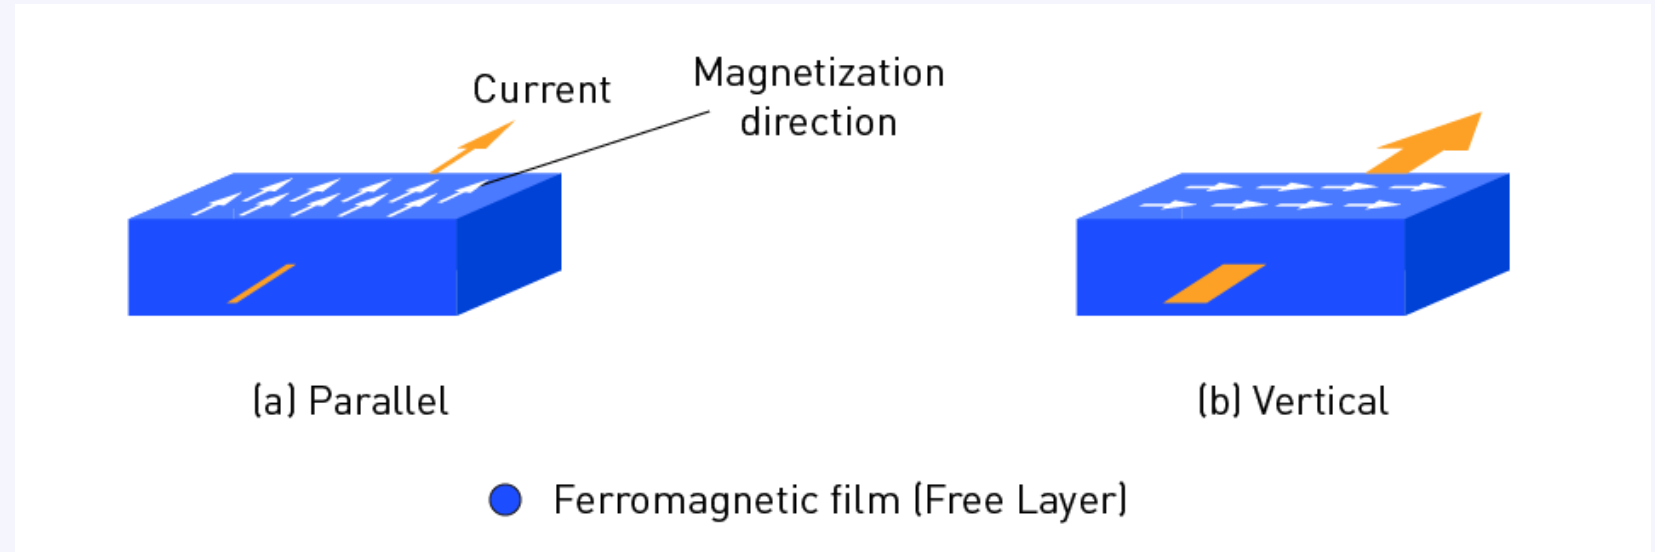 Current
Magnetization
direction
(a) Parallel
(b) Vertical
Ferromagnetic film (Free Layer)